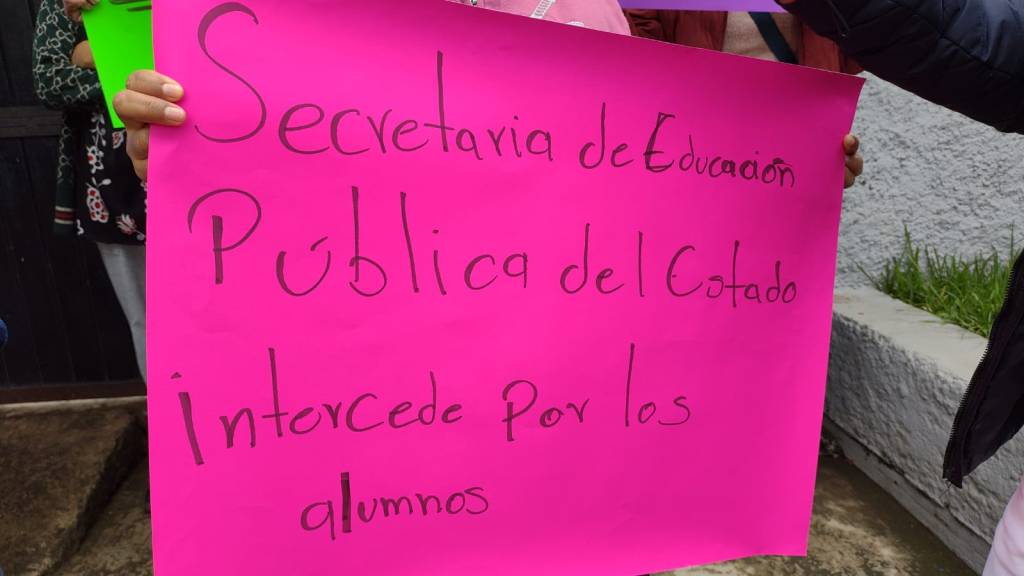 Secretaria de Educación
Pública del Estado
intercede por los
alumnos